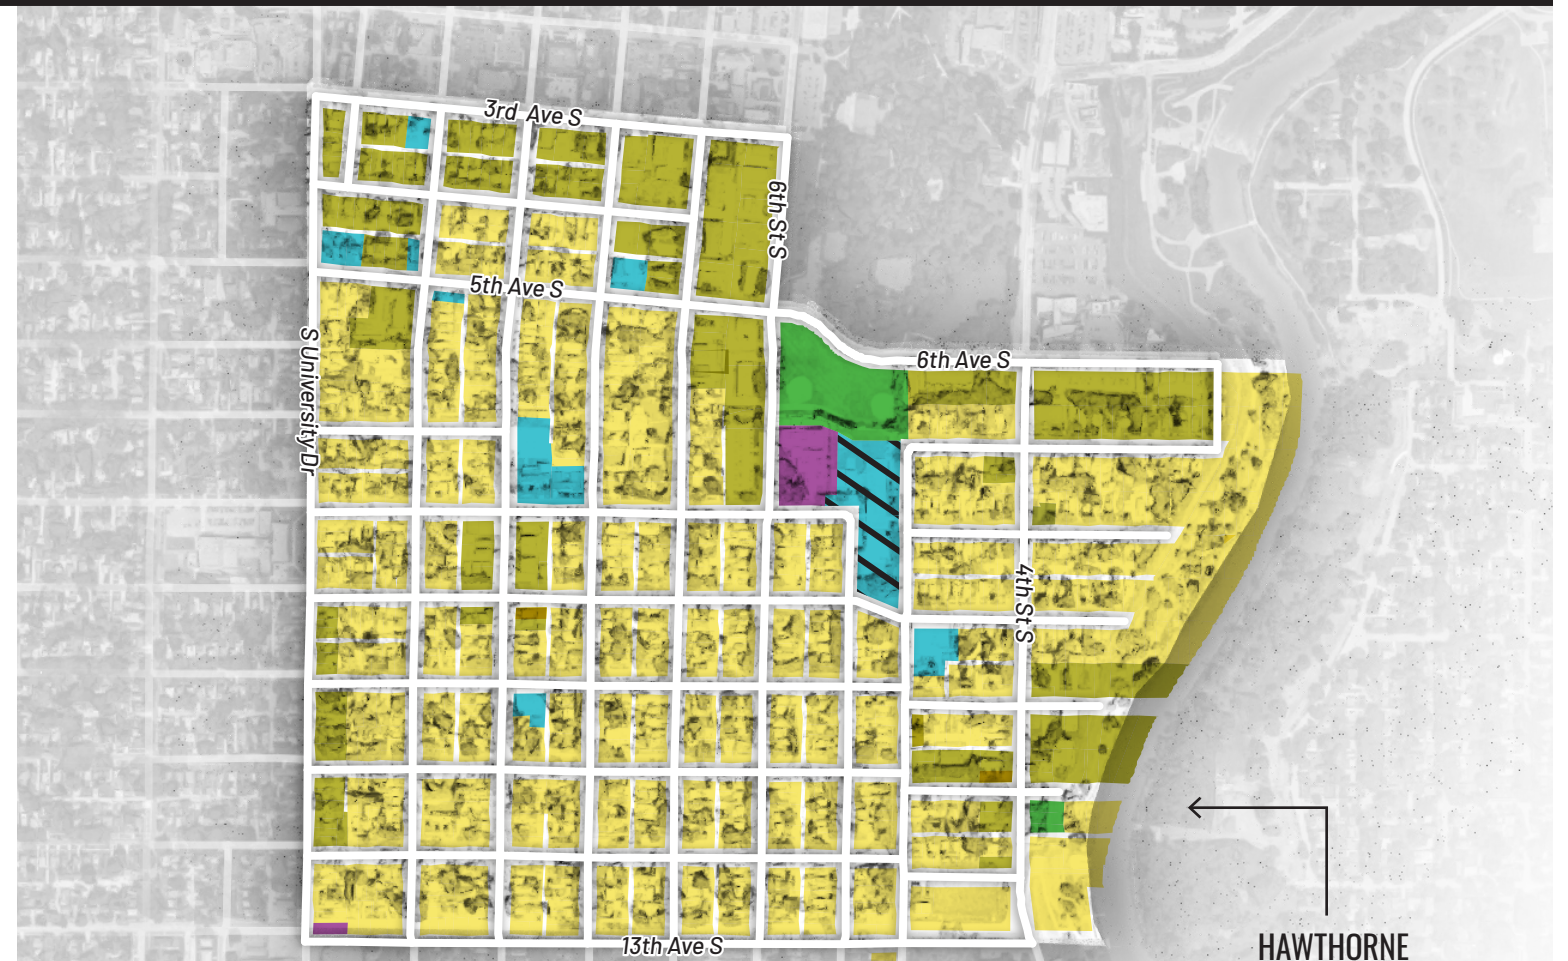 3rd Ave S
6th St S
5th Ave S
S University Dr
6th Ave S
4th St S
13th Ave S
HAWTHORNE